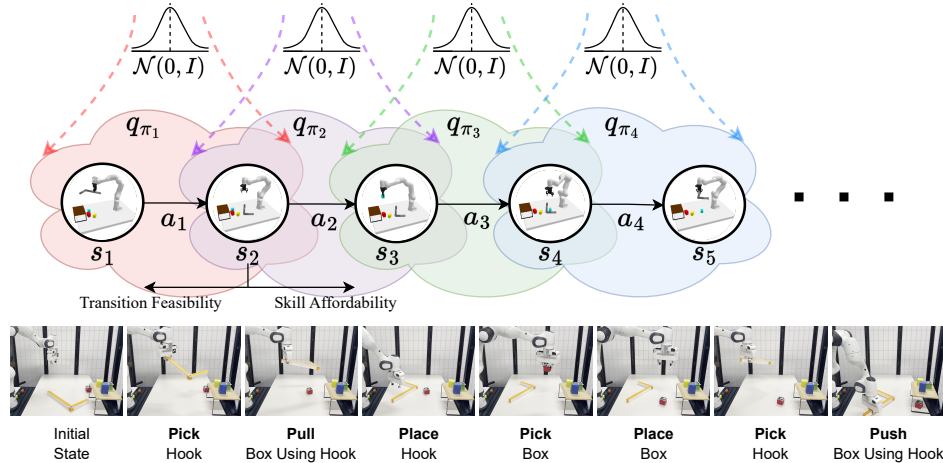 𝒩(0, I) 𝒩(0, I) 𝒩(0, I) 𝒩(0, I)
q_{π_1} q_{π_2} q_{π_3} q_{π_4}
a_1 a_2 a_3 a_4
s_1 s_2 s_3 s_4 s_5
Transition Feasibility Skill Affordability
Initial Pick Pull Place Pick Place Pick Push
State Hook Box Using Hook Hook Box Box Hook Box Using Hook